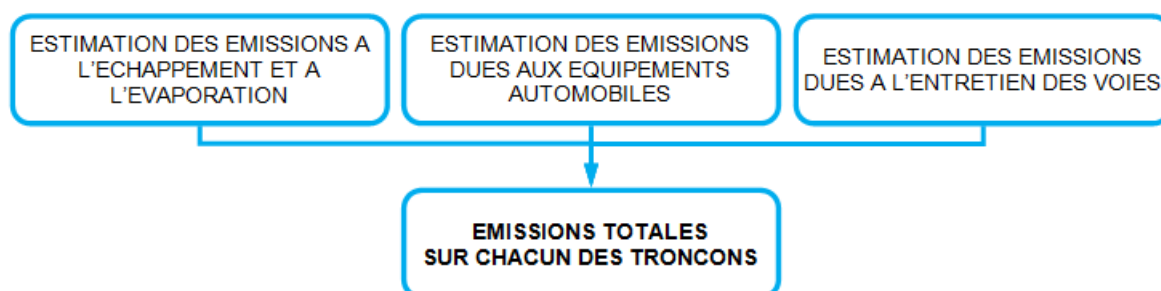 ESTIMATION DES EMISSIONS A
L'ECHAPPEMENT ET A
L'EVAPORATION
ESTIMATION DES EMISSIONS
DUES AUX EQUIPEMENTS
AUTOMOBILES
ESTIMATION DES EMISSIONS
DUES A L'ENTRETIEN DES VOIES
EMISSIONS TOTALES
SUR CHACUN DES TRONCONS